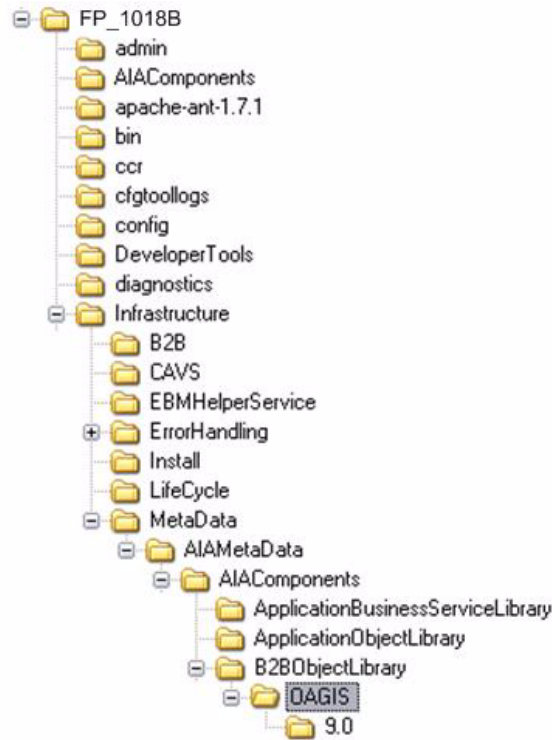 FP_1018B
admin
AIAComponents
apache-ant-1.7.1
bin
ccr
cfgtoollogs
config
DeveloperTools
diagnostics
Infrastructure
B2B
CAVS
EBMHelperService
ErrorHandling
Install
LifeCycle
MetaData
AIAMetaData
AIAComponents
ApplicationBusinessServiceLibrary
ApplicationObjectLibrary
B2BObjectLibrary
OAGIS
9.0